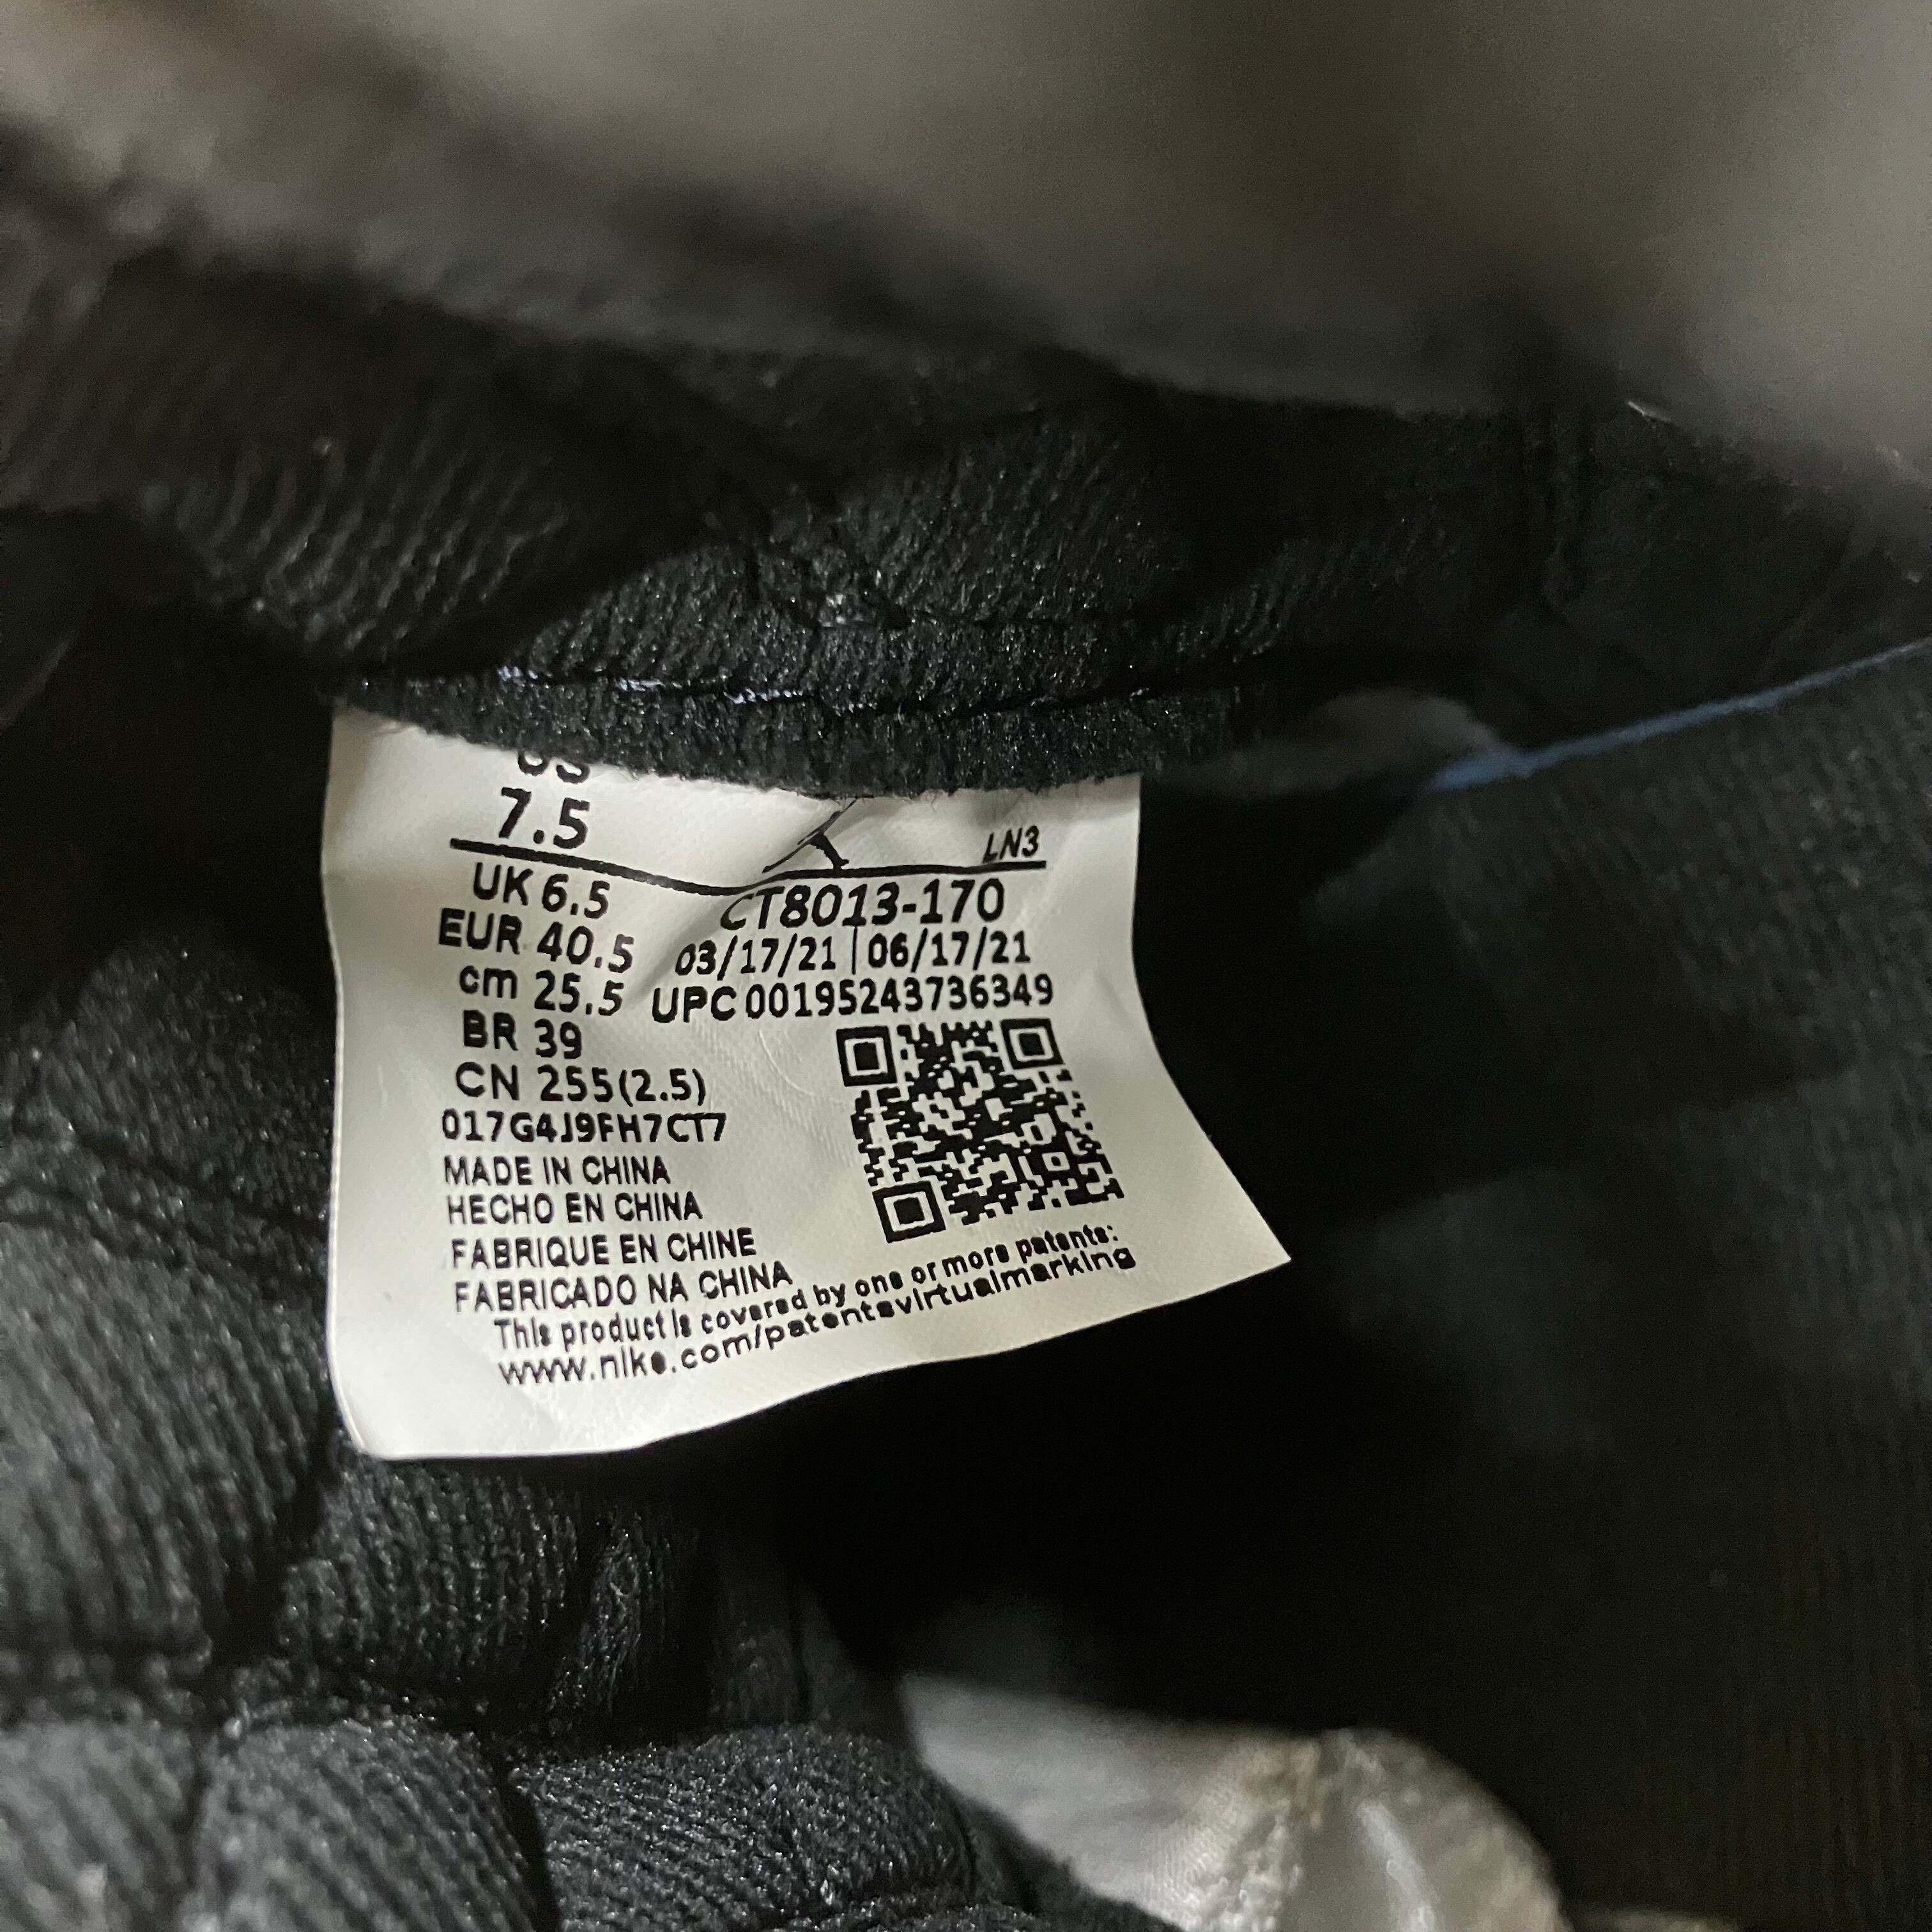 US
7.5
LN3
UK 6.5
CT8013-170
EUR 40.5
03/17/21 | 06/17/21
cm 25.5
UPC 00195243736349
BR 39
CN 255(2.5)
017G4J9FH7CT7
MADE IN CHINA
HECHO EN CHINA
FABRIQUE EN CHINE
FABRICADO NA CHINA
This product is covered by one or more patents:
www.nike.com/patentsvirtualmarking